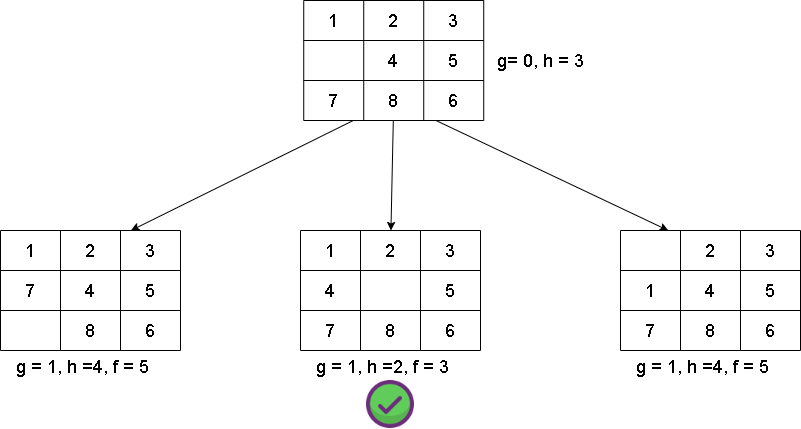 1 2 3
4 5
g= 0, h = 3
7 8 6
1 2 3
7 4 5
8 6
g = 1, h =4, f = 5
1 2 3
4 5
7 8 6
g = 1, h =2, f = 3
2 3
1 4 5
7 8 6
g = 1, h =4, f = 5